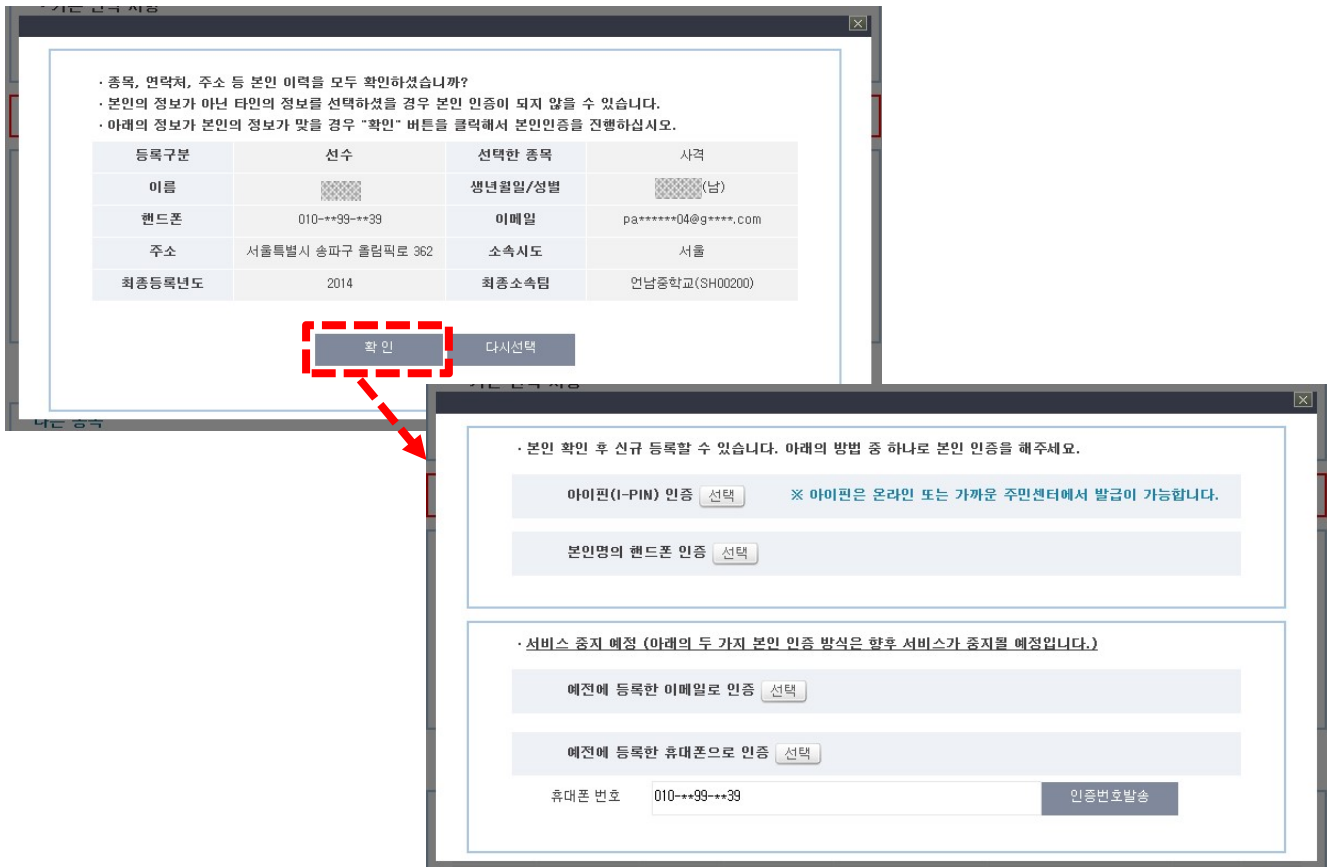 · 종목, 연락처, 주소 등 본인 이력을 모두 확인하셨습니까?
· 본인의 정보가 아닌 타인의 정보를 선택하셨을 경우 본인 인증이 되지 않을 수 있습니다.
· 아래의 정보가 본인의 정보가 맞을 경우 "확인" 버튼을 클릭해서 본인인증을 진행하십시오.
등록구분 선수 선택한 종목 사격
이름 생년월일/성별 (남)
핸드폰 010-**99-**39 이메일 pa******04@g****.com
주소 서울특별시 송파구 올림픽로 362 소속시도 서울
최종등록년도 2014 최종소속팀 언남중학교(SH00200)
확 인 다시선택
다른 종목
· 본인 확인 후 신규 등록할 수 있습니다. 아래의 방법 중 하나로 본인 인증을 해주세요.
아이핀(I-PIN) 인증 선택 ※ 아이핀은 온라인 또는 가까운 주민센터에서 발급이 가능합니다.
본인명의 핸드폰 인증 선택
· 서비스 중지 예정 (아래의 두 가지 본인 인증 방식은 향후 서비스가 중지될 예정입니다.)
예전에 등록한 이메일로 인증 선택
예전에 등록한 휴대폰으로 인증 선택
휴대폰 번호 010-**99-**39 인증번호발송